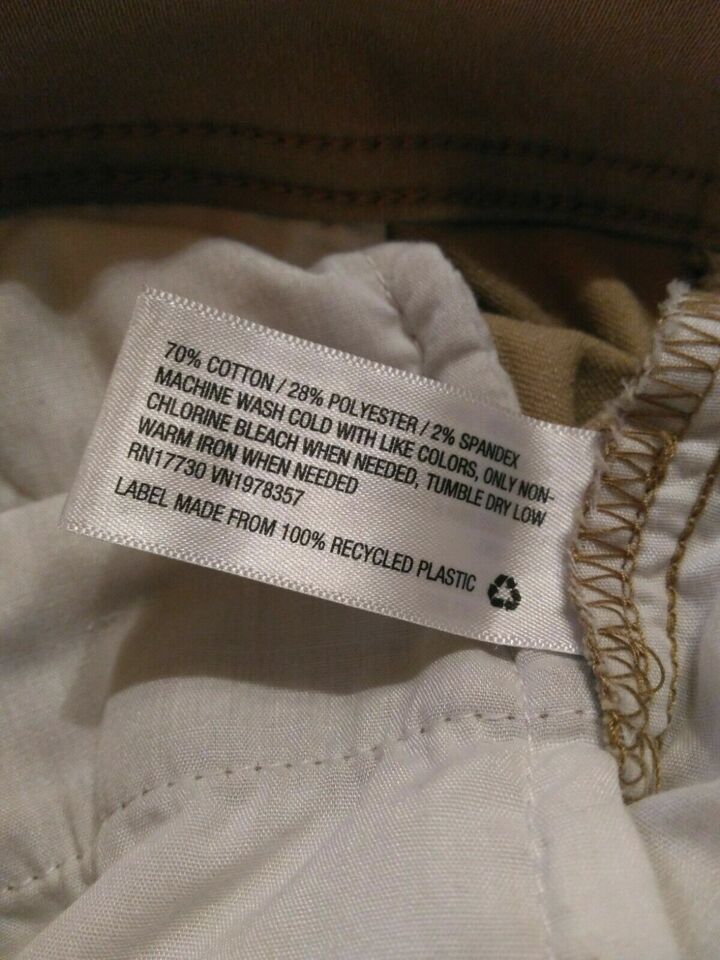 70% COTTON / 28% POLYESTER / 2% SPANDEX
MACHINE WASH COLD WITH LIKE COLORS, ONLY NON-
CHLORINE BLEACH WHEN NEEDED, TUMBLE DRY LOW
WARM IRON WHEN NEEDED
RN17730 VN1978357
LABEL MADE FROM 100% RECYCLED PLASTIC